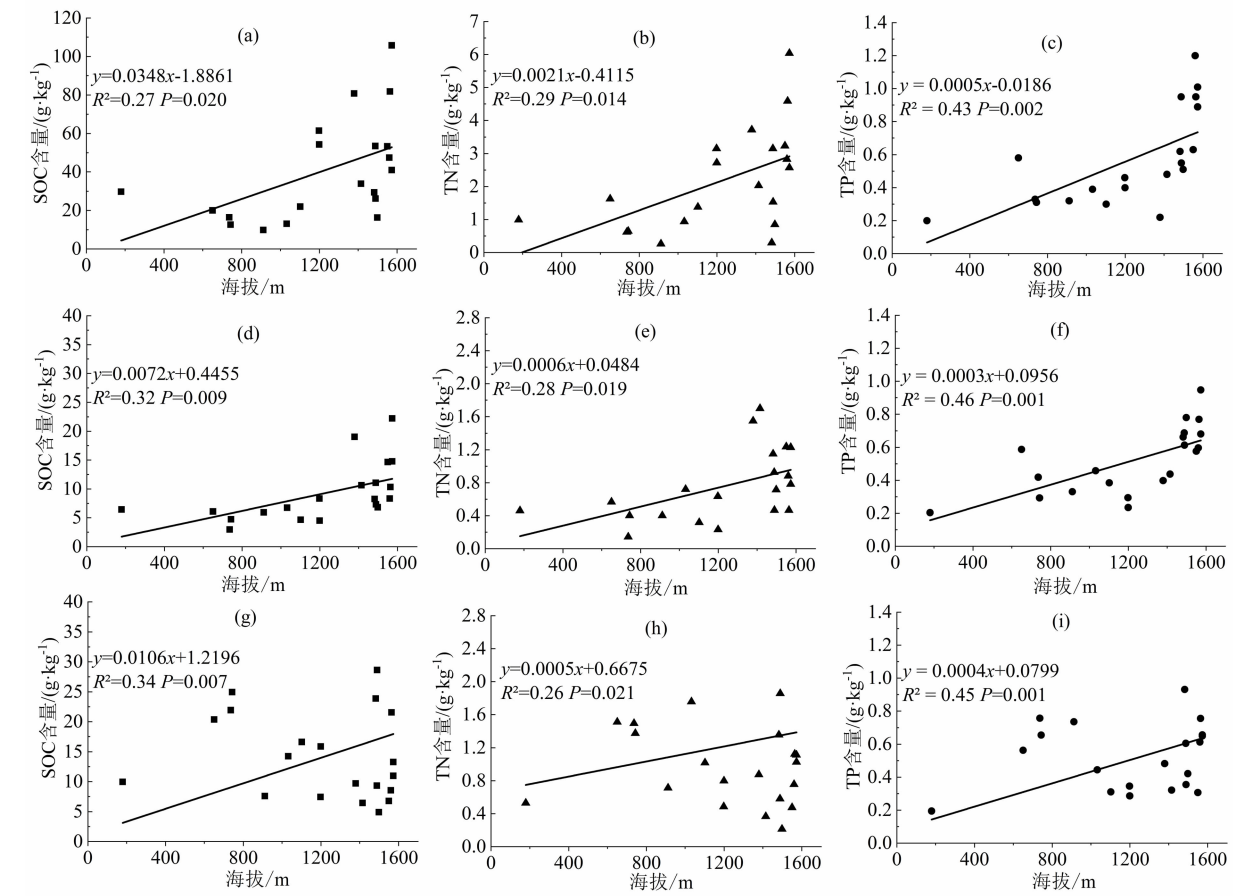 (a)
y=0.0348x-1.8861
R²=0.27 P=0.020
SOC含量/(g·kg⁻¹)
120
100
80
60
40
20
0
0 400 800 1200 1600
海拔/m
(b)
y=0.0021x-0.4115
R²=0.29 P=0.014
TN含量/(g·kg⁻¹)
7
6
5
4
3
2
1
0
0 400 800 1200 1600
海拔/m
(c)
y = 0.0005x-0.0186
R² = 0.43 P=0.002
TP含量/(g·kg⁻¹)
1.4
1.2
1.0
0.8
0.6
0.4
0.2
0.0
0 400 800 1200 1600
海拔/m
(d)
y=0.0072x+0.4455
R²=0.32 P=0.009
SOC含量/(g·kg⁻¹)
40
35
30
25
20
15
10
5
0
0 400 800 1200 1600
海拔/m
(e)
y=0.0006x+0.0484
R²=0.28 P=0.019
TN含量/(g·kg⁻¹)
2.8
2.4
2.0
1.6
1.2
0.8
0.4
0.0
0 400 800 1200 1600
海拔/m
(f)
y = 0.0003x+0.0956
R² = 0.46 P=0.001
TP含量/(g·kg⁻¹)
1.4
1.2
1.0
0.8
0.6
0.4
0.2
0.0
0 400 800 1200 1600
海拔/m
(g)
y=0.0106x+1.2196
R²=0.34 P=0.007
SOC含量/(g·kg⁻¹)
40
35
30
25
20
15
10
5
0
0 400 800 1200 1600
海拔/m
(h)
y=0.0005x+0.6675
R²=0.26 P=0.021
TN含量/(g·kg⁻¹)
2.8
2.4
2.0
1.6
1.2
0.8
0.4
0.0
0 400 800 1200 1600
海拔/m
(i)
y = 0.0004x+0.0799
R² = 0.45 P=0.001
TP含量/(g·kg⁻¹)
1.4
1.2
1.0
0.8
0.6
0.4
0.2
0.0
0 400 800 1200 1600
海拔/m